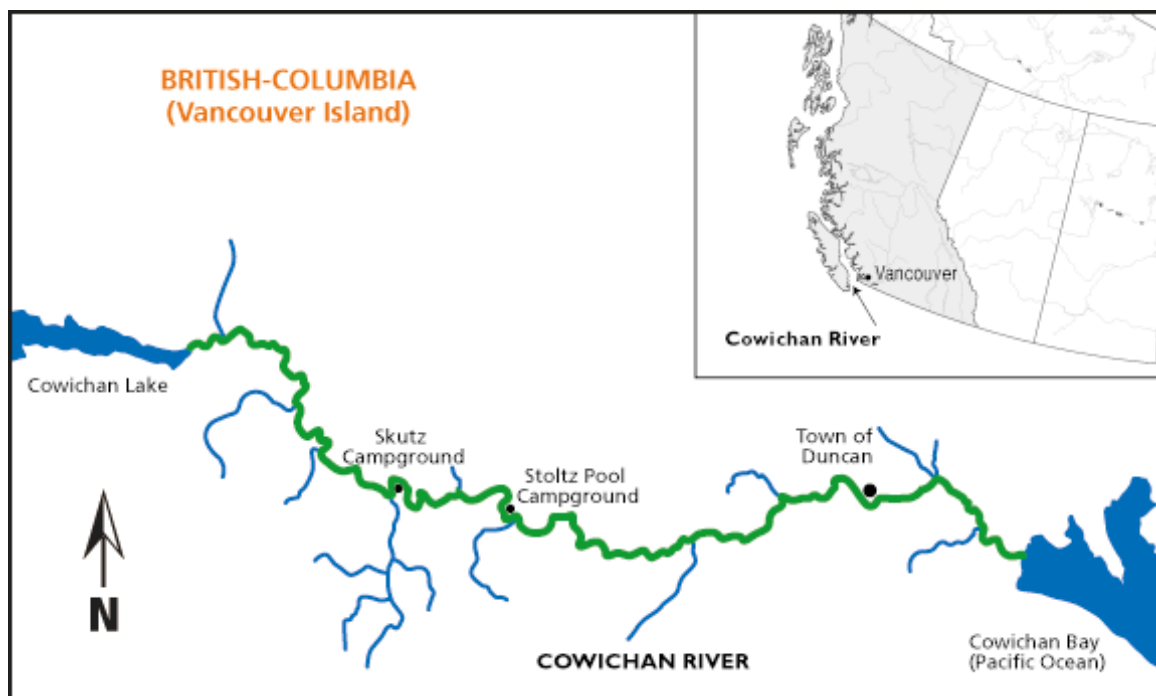 BRITISH-COLUMBIA
(Vancouver Island)
Vancouver
Cowichan River
Cowichan Lake
Skutz
Campground
Stoltz Pool
Campground
Town of
Duncan
N
COWICHAN RIVER
Cowichan Bay
(Pacific Ocean)